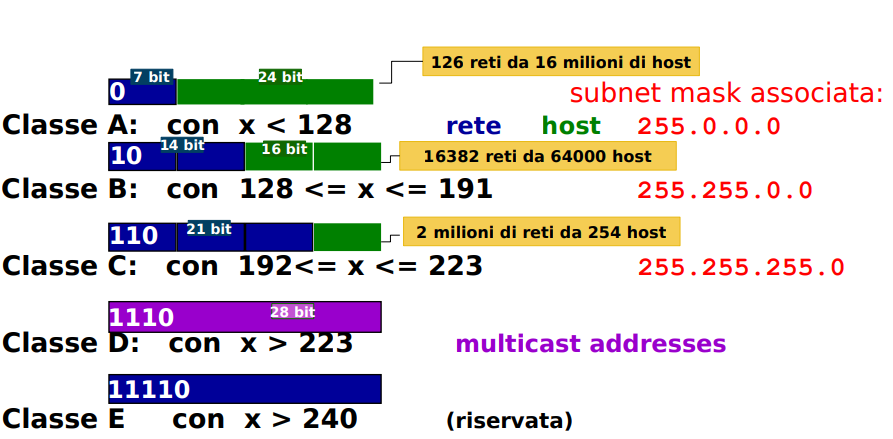 7 bit 24 bit 126 reti da 16 milioni di host
0 subnet mask associata:
Classe A: con x < 128 rete host 255.0.0.0
14 bit
10 16 bit 16382 reti da 64000 host
Classe B: con 128 <= x <= 191 255.255.0.0
110 21 bit 2 milioni di reti da 254 host
Classe C: con 192<= x <= 223 255.255.255.0
1110 28 bit
Classe D: con x > 223 multicast addresses
11110
Classe E con x > 240 (riservata)